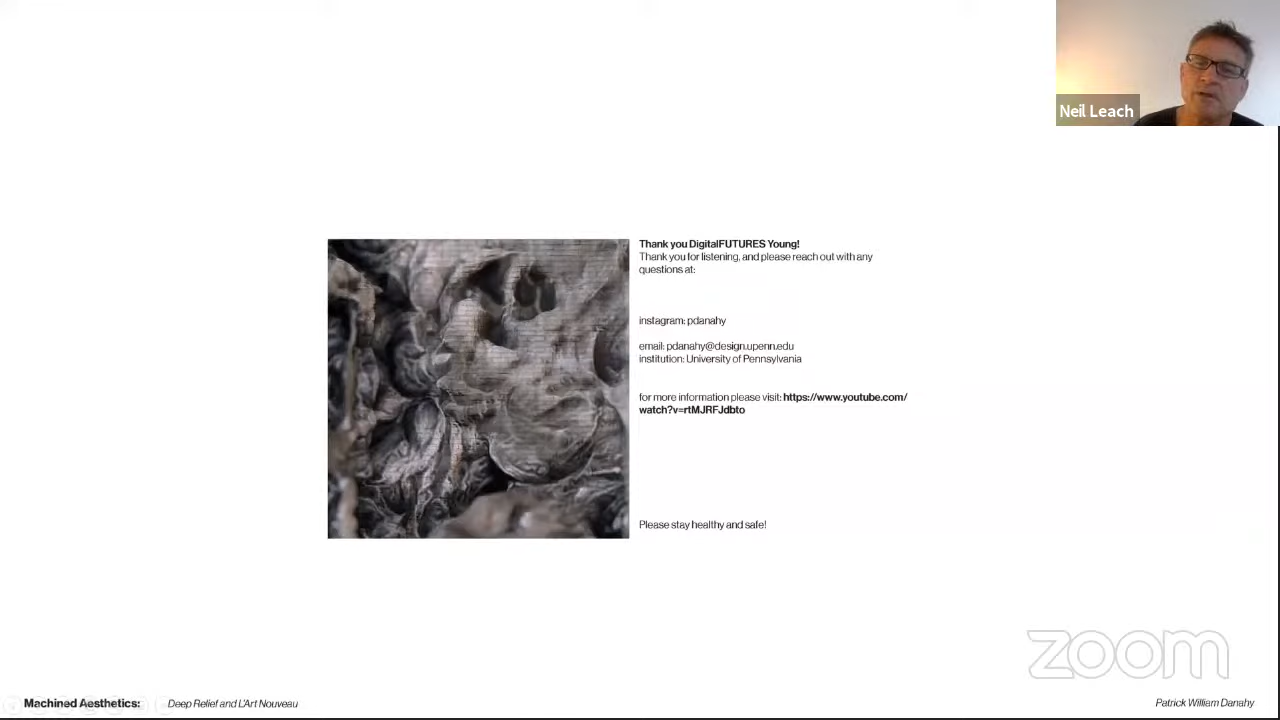 Neil Leach
Thank you DigitalFUTURES Young!
Thank you for listening, and please reach out with any
questions at:
instagram: pdanahy
email: pdanahy@design.upenn.edu
institution: University of Pennsylvania
for more information please visit: https://www.youtube.com/
watch?v=rtMJRFJdbto
Please stay healthy and safe!
zoom
Machined Aesthetics: Deep Relief and L'Art Nouveau
Patrick William Danahy